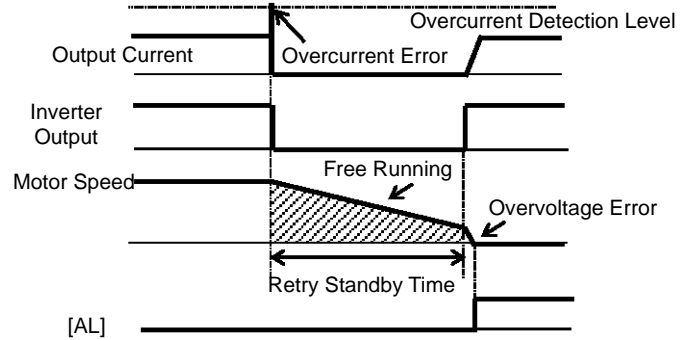 Overcurrent Detection Level
Output Current
Overcurrent Error
Inverter
Output
Free Running
Motor Speed
Overvoltage Error
Retry Standby Time
[AL]